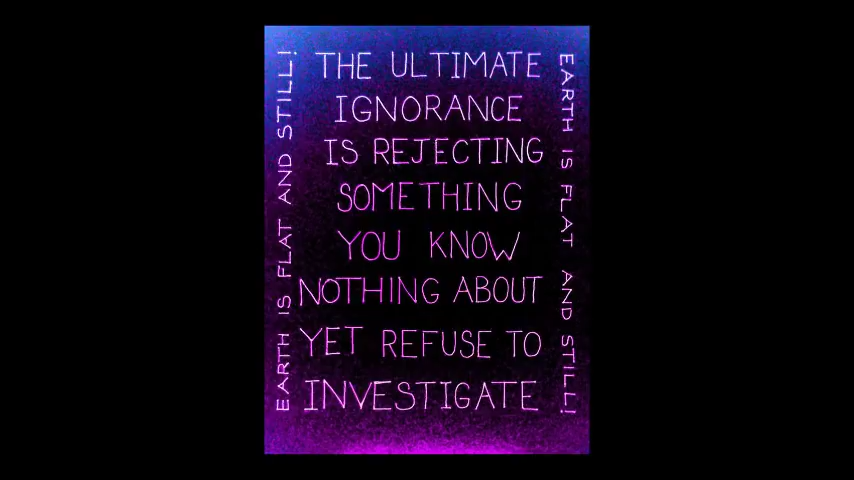 THE ULTIMATE
IGNORANCE
IS REJECTING
SOMETHING
YOU KNOW
NOTHING ABOUT
YET REFUSE TO
INVESTIGATE
EARTH IS FLAT AND STILL!
EARTH IS FLAT AND STILL!